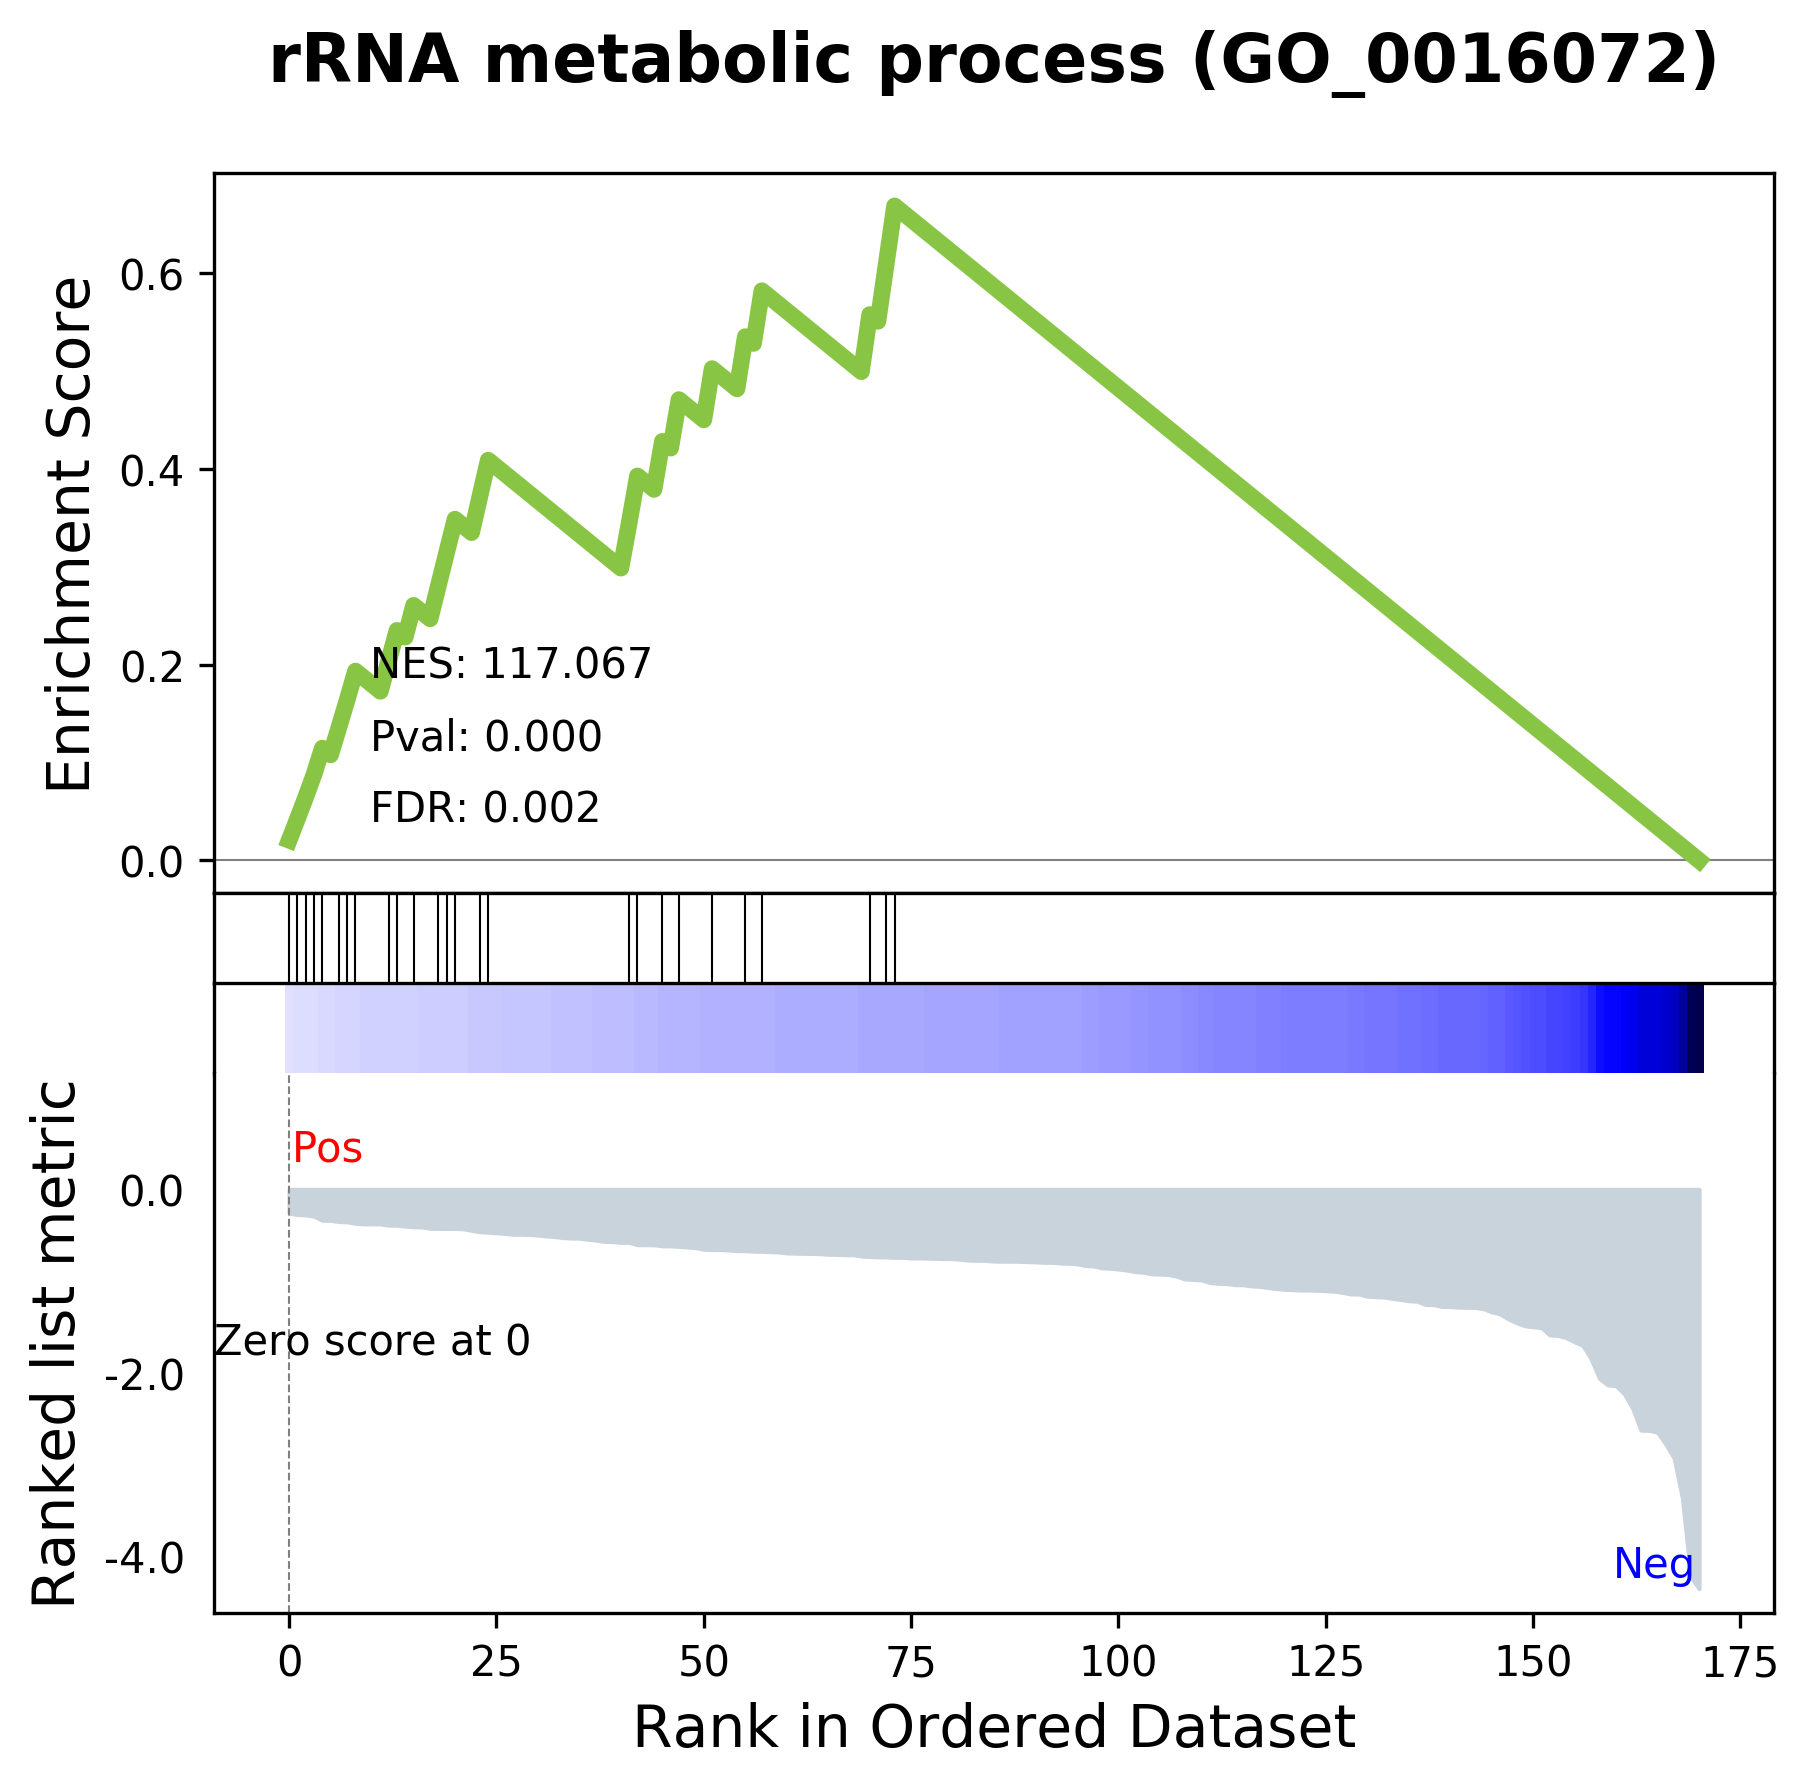 rRNA metabolic process (GO_0016072)
Enrichment Score
0.6
0.4
0.2
0.0
NES: 117.067
Pval: 0.000
FDR: 0.002
Ranked list metric
Pos
0.0
-2.0
-4.0
Zero score at 0
Neg
0 25 50 75 100 125 150 175
Rank in Ordered Dataset